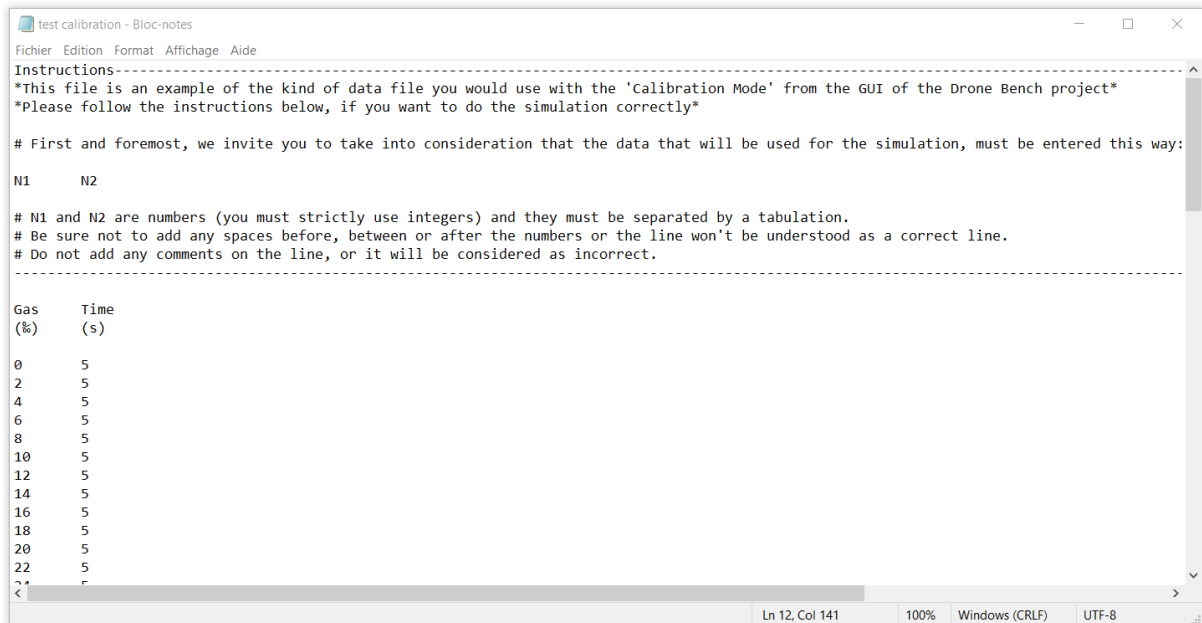 test calibration - Bloc-notes
Fichier Edition Format Affichage Aide
Instructions--------------------------------------------------------------------------------------------------------------------------------
*This file is an example of the kind of data file you would use with the 'Calibration Mode' from the GUI of the Drone Bench project*
*Please follow the instructions below, if you want to do the simulation correctly*
# First and foremost, we invite you to take into consideration that the data that will be used for the simulation, must be entered this way:
N1 N2
# N1 and N2 are numbers (you must strictly use integers) and they must be separated by a tabulation.
# Be sure not to add any spaces before, between or after the numbers or the line won't be understood as a correct line.
# Do not add any comments on the line, or it will be considered as incorrect.
--------------------------------------------------------------------------------------------------------------------------------------------
Gas Time
(‰) (s)
0 5
2 5
4 5
6 5
8 5
10 5
12 5
14 5
16 5
18 5
20 5
22 5
Ln 12, Col 141 100% Windows (CRLF) UTF-8